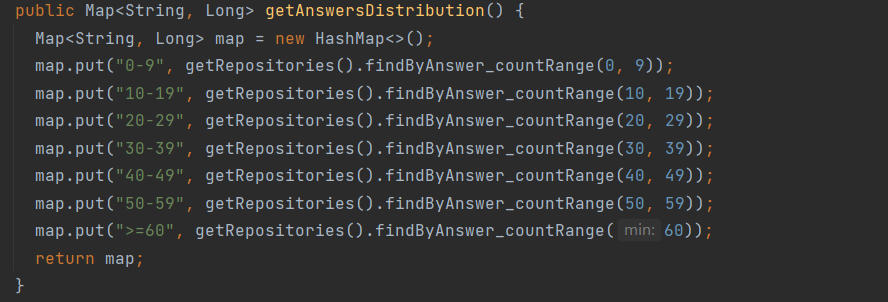 public Map<String, Long> getAnswersDistribution() {
Map<String, Long> map = new HashMap<>();
map.put("0-9", getRepositories().findByAnswer_countRange(0, 9));
map.put("10-19", getRepositories().findByAnswer_countRange(10, 19));
map.put("20-29", getRepositories().findByAnswer_countRange(20, 29));
map.put("30-39", getRepositories().findByAnswer_countRange(30, 39));
map.put("40-49", getRepositories().findByAnswer_countRange(40, 49));
map.put("50-59", getRepositories().findByAnswer_countRange(50, 59));
map.put(">=60", getRepositories().findByAnswer_countRange( min: 60));
return map;
}